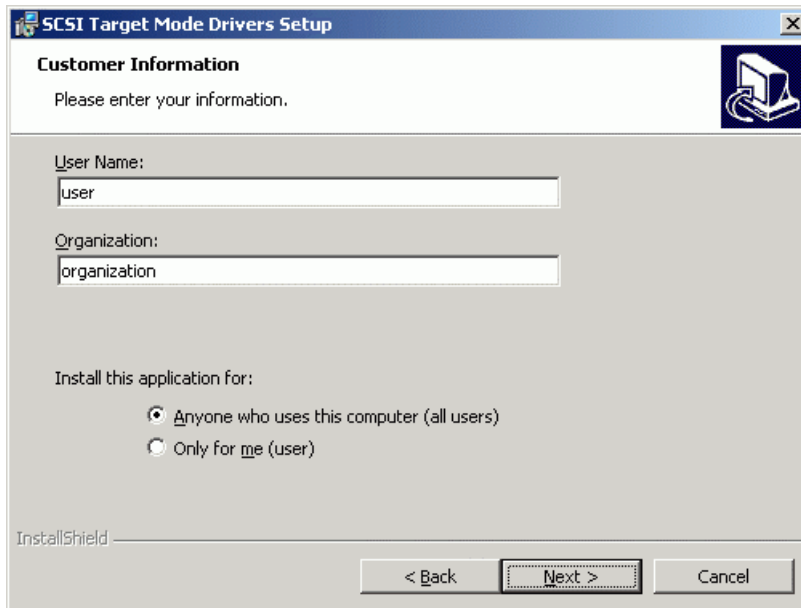 SCSI Target Mode Drivers Setup
Customer Information
Please enter your information.
User Name:
user
Organization:
organization
Install this application for:
Anyone who uses this computer (all users)
Only for me (user)
InstallShield
< Back
Next >
Cancel